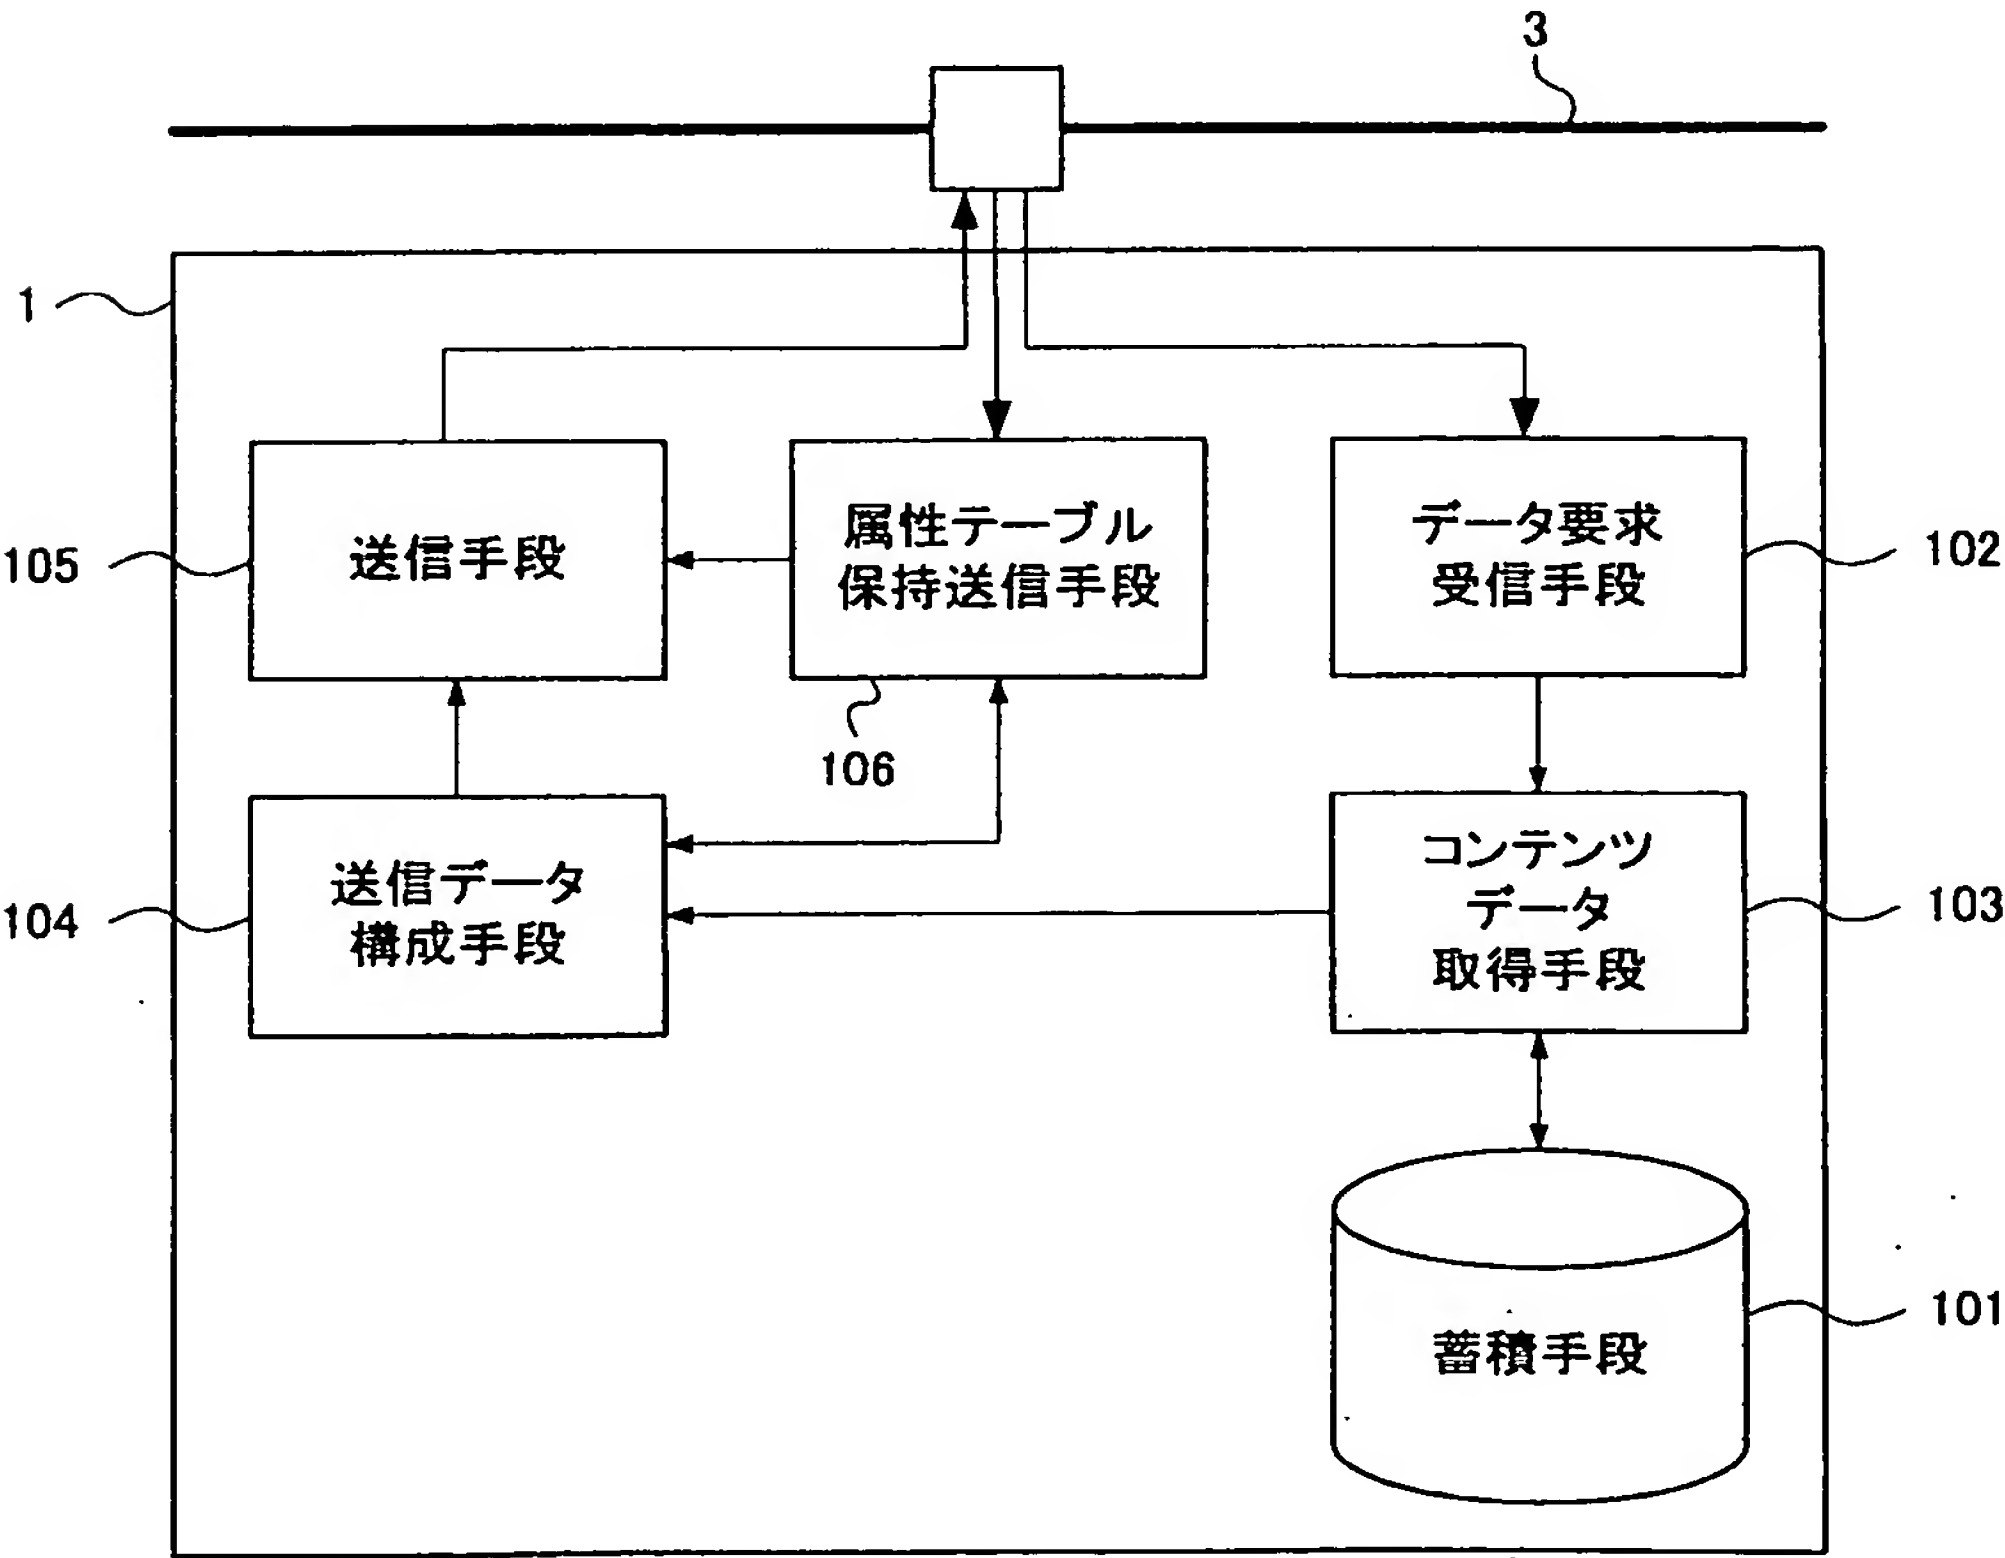 3
1
105
送信手段
属性テーブル
保持送信手段
106
データ要求
受信手段
102
104
送信データ
構成手段
コンテンツ
データ
取得手段
103
蓄積手段
101